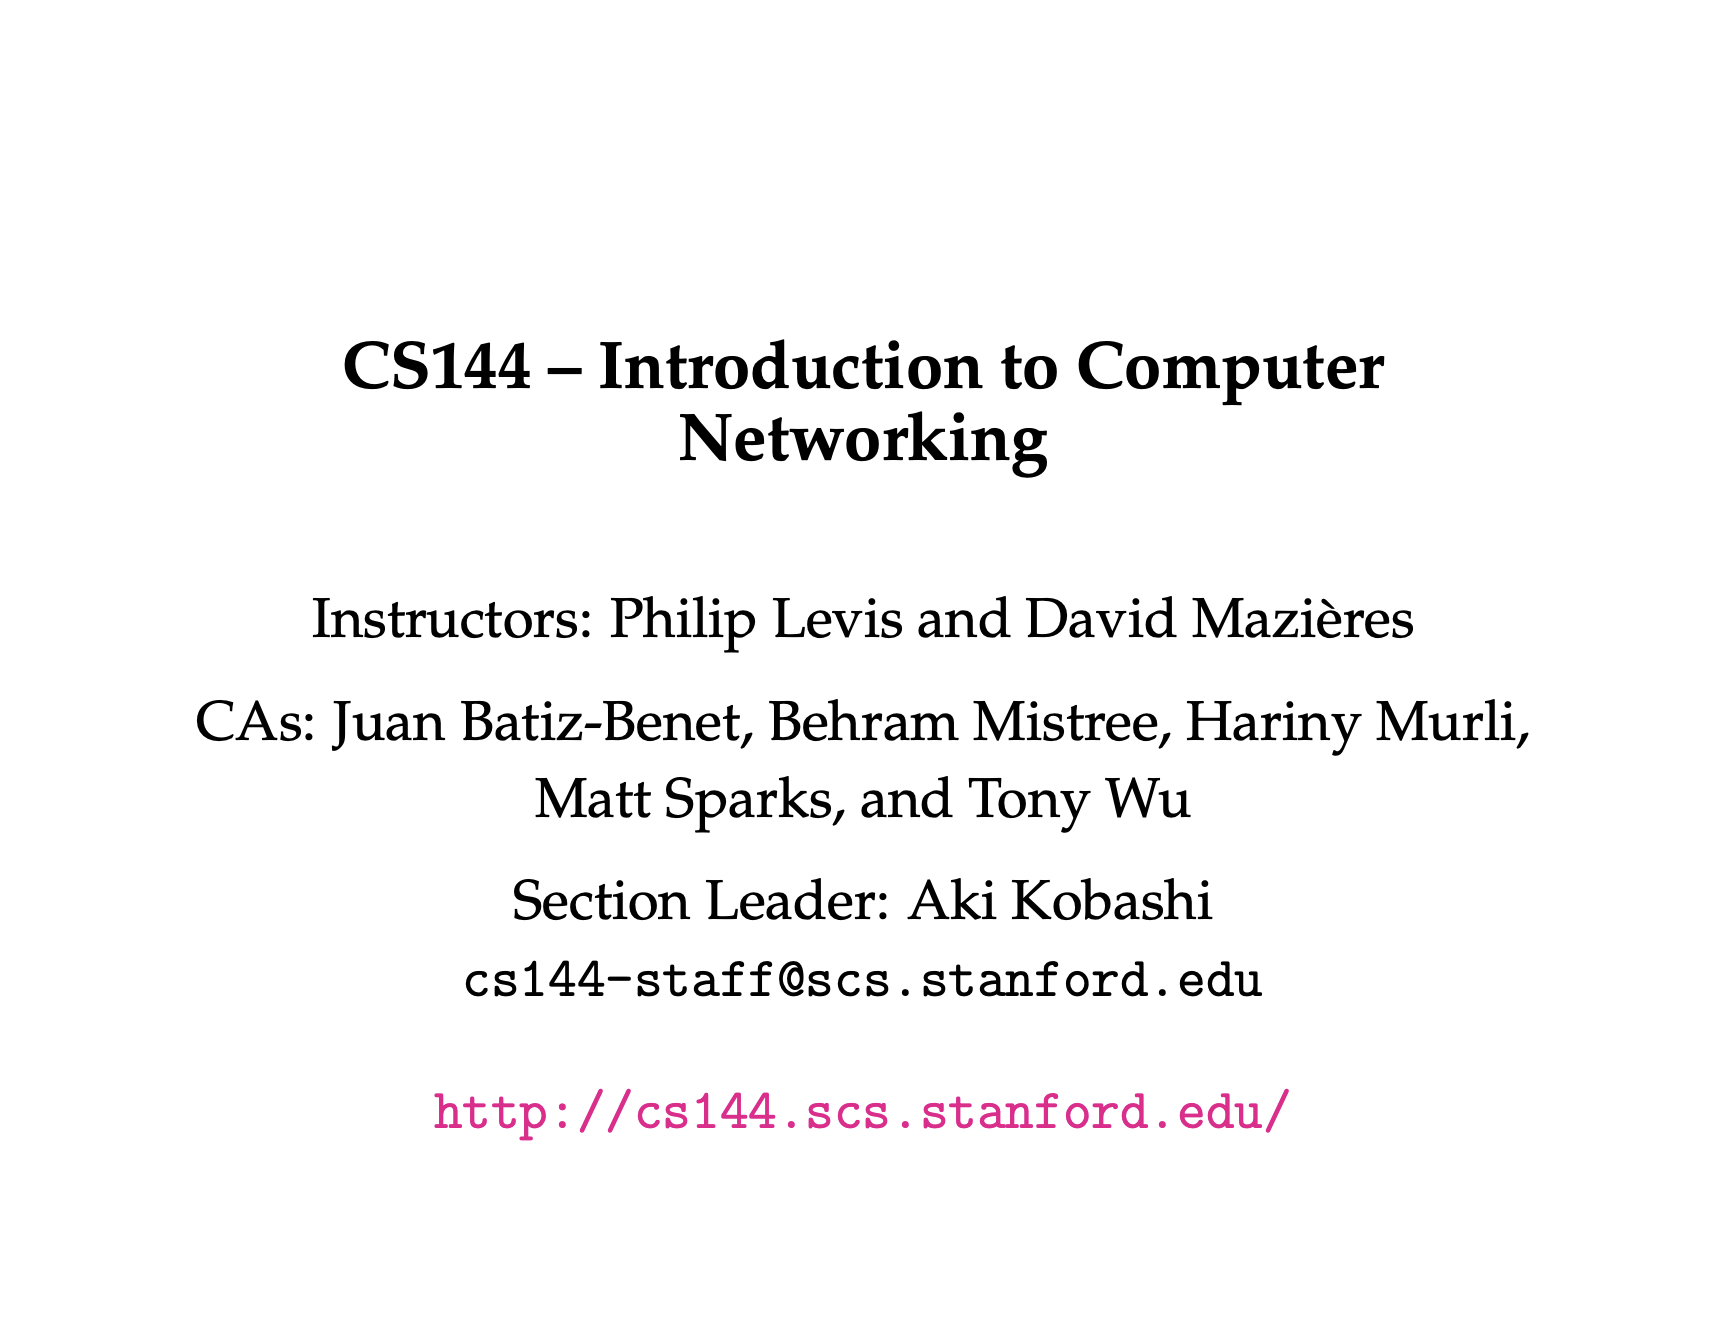 CS144 – Introduction to Computer
Networking
Instructors: Philip Levis and David Mazières
CAs: Juan Batiz-Benet, Behram Mistree, Hariny Murli,
Matt Sparks, and Tony Wu
Section Leader: Aki Kobashi
cs144-staff@scs.stanford.edu
http://cs144.scs.stanford.edu/